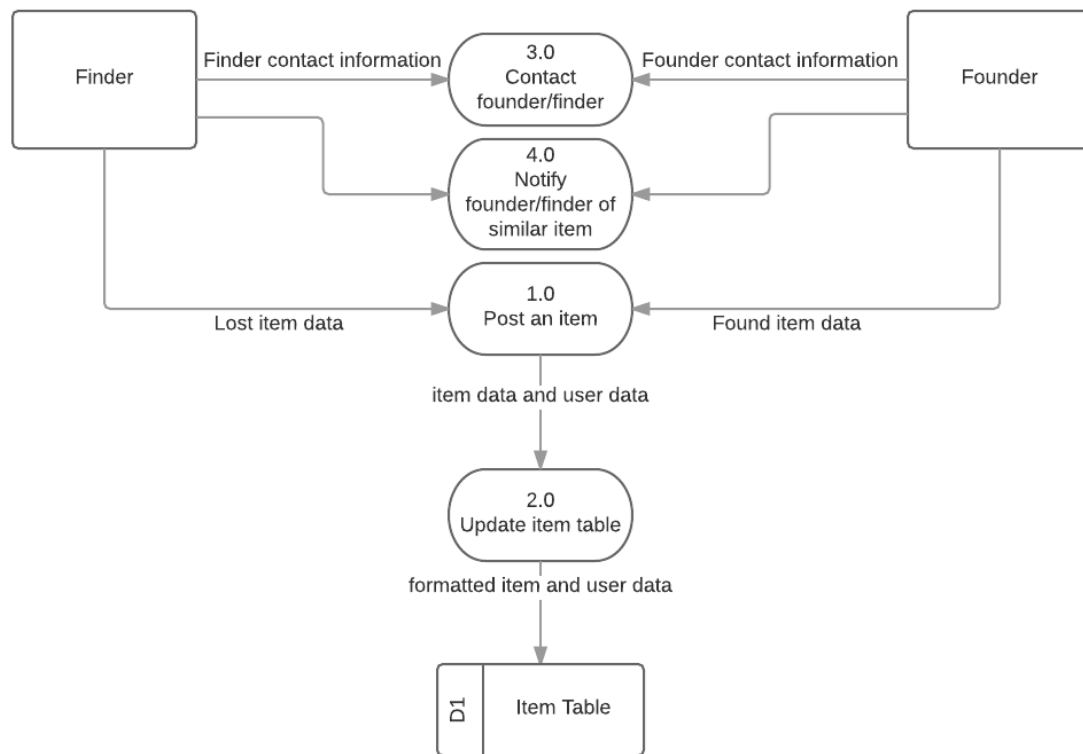 Finder
Finder contact information
3.0
Contact
founder/finder
Founder contact information
Founder
4.0
Notify
founder/finder of
similar item
1.0
Post an item
Lost item data
Found item data
item data and user data
2.0
Update item table
formatted item and user data
D1
Item Table